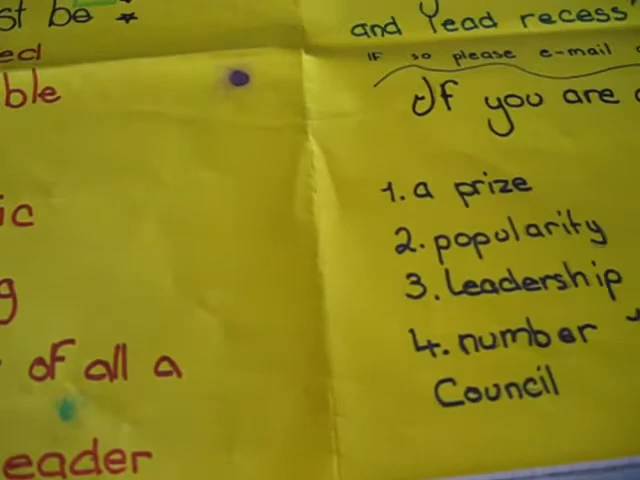 st be *
ed
ble
ic
g
of all a
eader
and lead recess
IF so please e-mail
If you are
1. a prize
2. popularity
3. leadership
4. number
Council